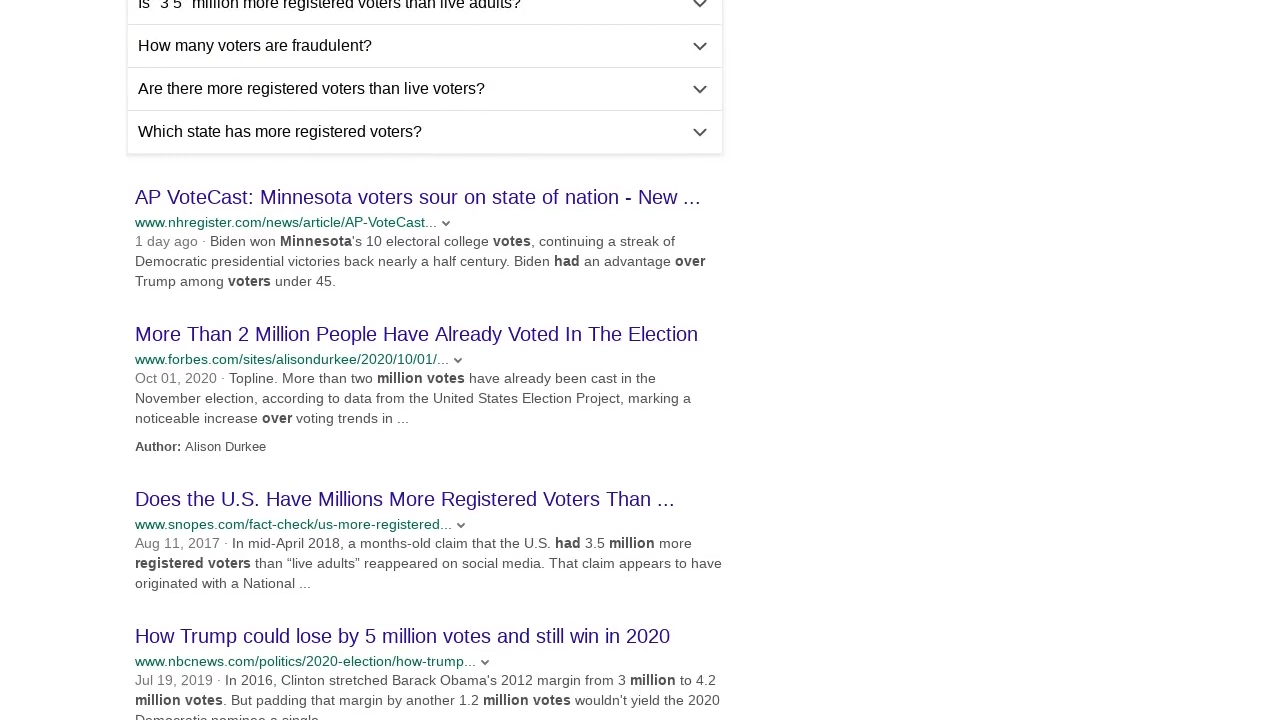 Is "3 5" million more registered voters than live adults?
How many voters are fraudulent?
Are there more registered voters than live voters?
Which state has more registered voters?
AP VoteCast: Minnesota voters sour on state of nation - New ...
www.nhregister.com/news/article/AP-VoteCast...
1 day ago · Biden won Minnesota's 10 electoral college votes, continuing a streak of
Democratic presidential victories back nearly a half century. Biden had an advantage over
Trump among voters under 45.
More Than 2 Million People Have Already Voted In The Election
www.forbes.com/sites/alisondurkee/2020/10/01/...
Oct 01, 2020 · Topline. More than two million votes have already been cast in the
November election, according to data from the United States Election Project, marking a
noticeable increase over voting trends in ...
Author: Alison Durkee
Does the U.S. Have Millions More Registered Voters Than ...
www.snopes.com/fact-check/us-more-registered...
Aug 11, 2017 · In mid-April 2018, a months-old claim that the U.S. had 3.5 million more
registered voters than “live adults” reappeared on social media. That claim appears to have
originated with a National ...
How Trump could lose by 5 million votes and still win in 2020
www.nbcnews.com/politics/2020-election/how-trump...
Jul 19, 2019 · In 2016, Clinton stretched Barack Obama's 2012 margin from 3 million to 4.2
million votes. But padding that margin by another 1.2 million votes wouldn't yield the 2020
Democratic nominee a single